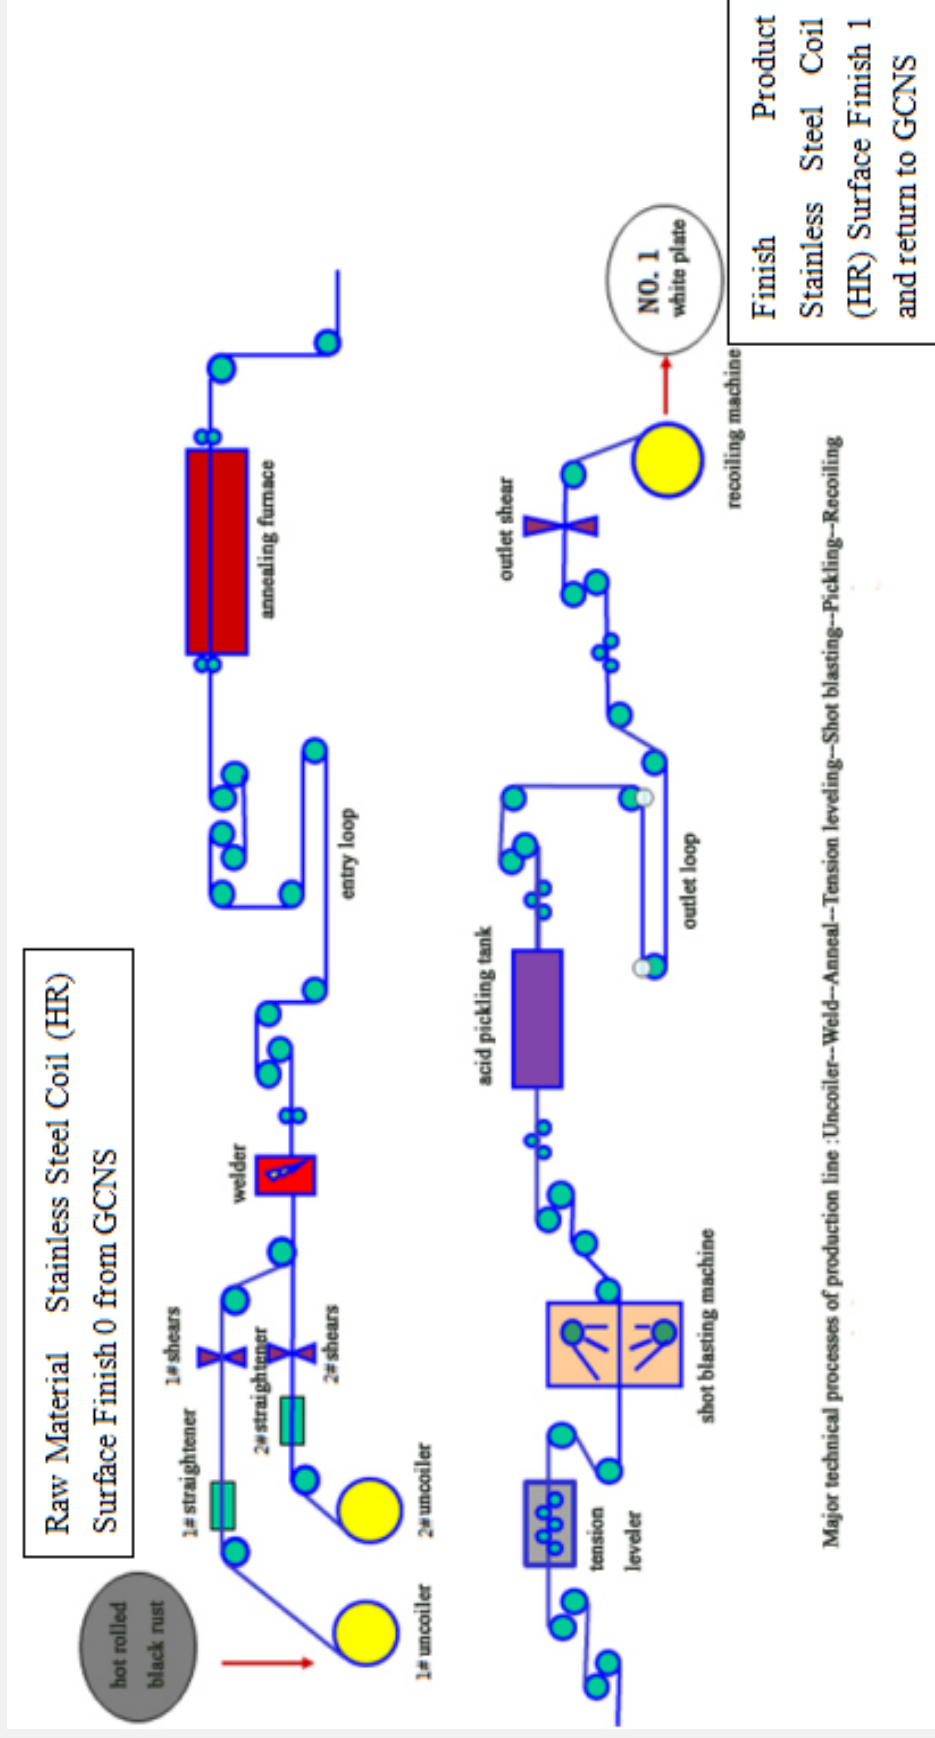 Raw Material Stainless Steel Coil (HR)
Surface Finish 0 from GCNS
hot rolled
black rust
1#uncoiler
2#uncoiler
1#straightener
2#straightener
1#shears
2#shears
welder
entry loop
annealing furnace
tension
leveler
shot blasting machine
acid pickling tank
outlet loop
outlet shear
recoiling machine
NO. 1
white plate
Finish Product
Stainless Steel Coil
(HR) Surface Finish 1
and return to GCNS
Major technical processes of production line :Uncoiler--Weld--Anneal--Tension leveling--Shot blasting--Pickling--Recoiling